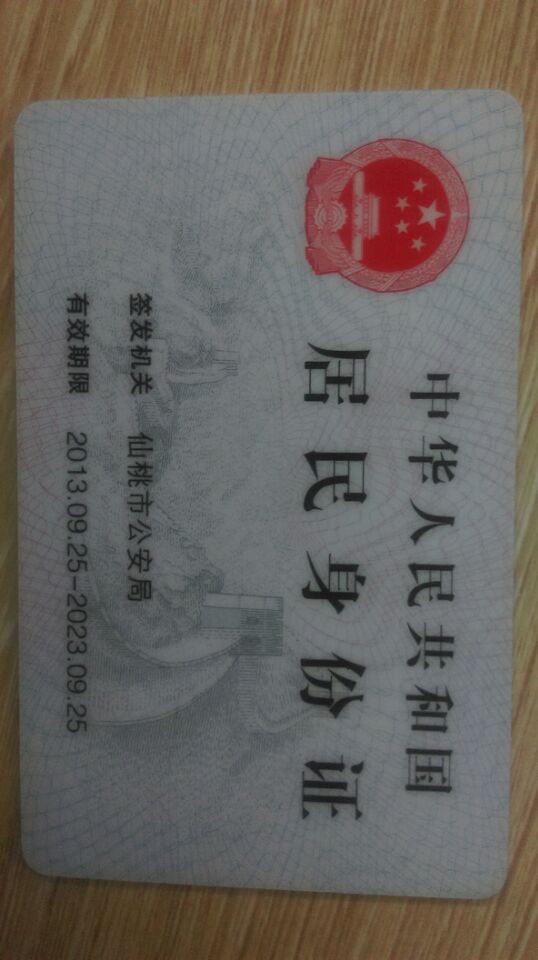 中华人民共和国
居民身份证
签发机关 仙桃市公安局
有效期限 2013.09.25-2023.09.25